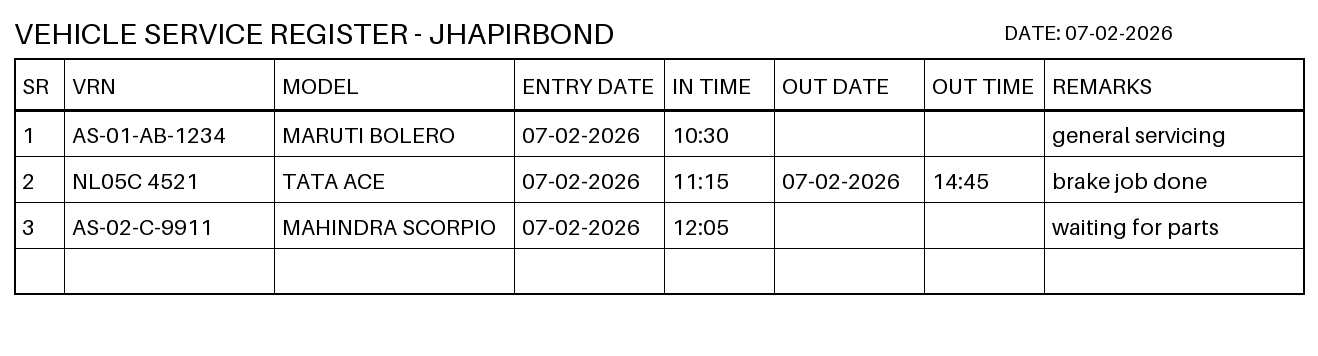 VEHICLE SERVICE REGISTER - JHAPIRBOND DATE: 07-02-2026
SR VRN MODEL ENTRY DATE IN TIME OUT DATE OUT TIME REMARKS
1 AS-01-AB-1234 MARUTI BOLERO 07-02-2026 10:30 general servicing
2 NL05C 4521 TATA ACE 07-02-2026 11:15 07-02-2026 14:45 brake job done
3 AS-02-C-9911 MAHINDRA SCORPIO 07-02-2026 12:05 waiting for parts